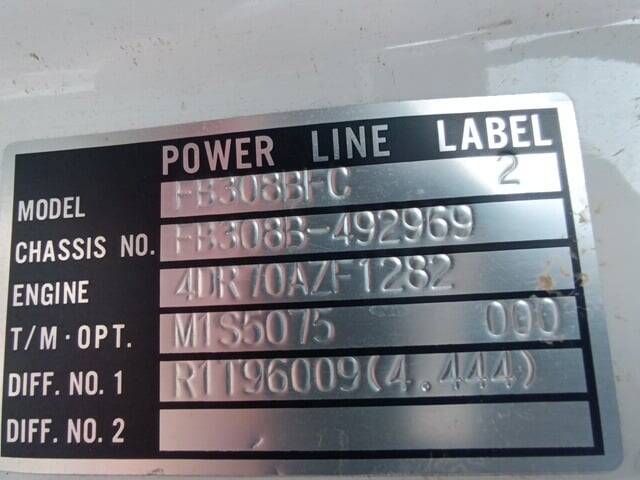 POWER LINE LABEL
MODEL FB308BFC 2
CHASSIS NO. FB308B-492969
ENGINE 4DR70AZF1282
T/M·OPT. M1S5075 000
DIFF. NO. 1 R1T96009(4.444)
DIFF. NO. 2